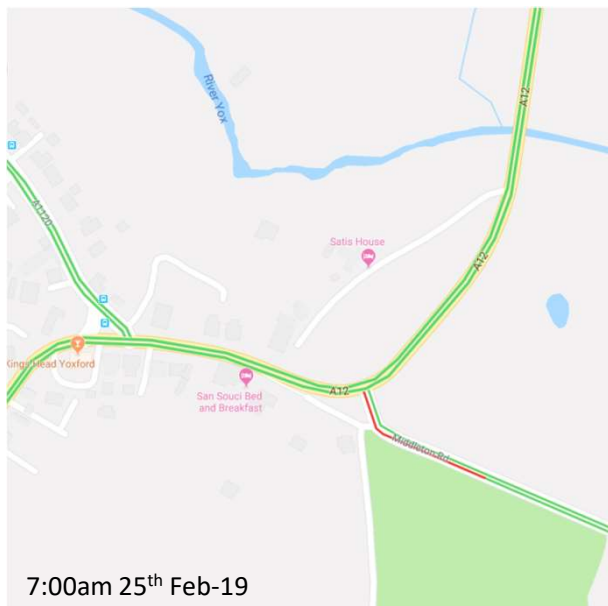 River Yox
A12
A1120
Satis House
A12
Kings Head Yoxford
A12
San Souci Bed
and Breakfast
Middleton Rd
7:00am 25th Feb-19